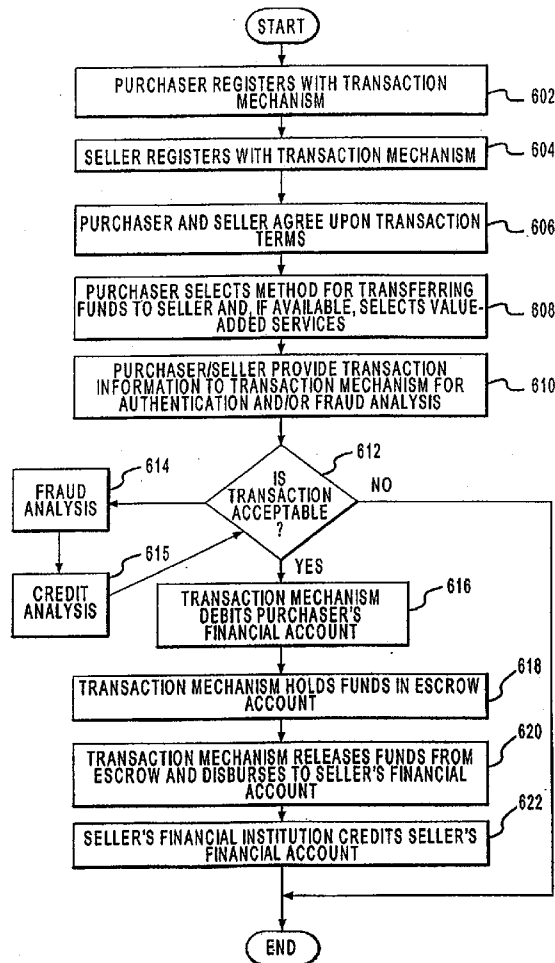 START
PURCHASER REGISTERS WITH TRANSACTION
MECHANISM
602
SELLER REGISTERS WITH TRANSACTION MECHANISM
604
PURCHASER AND SELLER AGREE UPON TRANSACTION
TERMS
606
PURCHASER SELECTS METHOD FOR TRANSFERRING
FUNDS TO SELLER AND, IF AVAILABLE, SELECTS VALUE-
ADDED SERVICES
608
PURCHASER/SELLER PROVIDE TRANSACTION
INFORMATION TO TRANSACTION MECHANISM FOR
AUTHENTICATION AND/OR FRAUD ANALYSIS
610
612
IS
TRANSACTION
ACCEPTABLE
?
NO
YES
614
FRAUD
ANALYSIS
615
CREDIT
ANALYSIS
TRANSACTION MECHANISM
DEBITS PURCHASER'S
FINANCIAL ACCOUNT
616
TRANSACTION MECHANISM HOLDS FUNDS IN ESCROW
ACCOUNT
618
TRANSACTION MECHANISM RELEASES FUNDS FROM
ESCROW AND DISBURSES TO SELLER'S FINANCIAL
ACCOUNT
620
SELLER'S FINANCIAL INSTITUTION CREDITS SELLER'S
FINANCIAL ACCOUNT
622
END